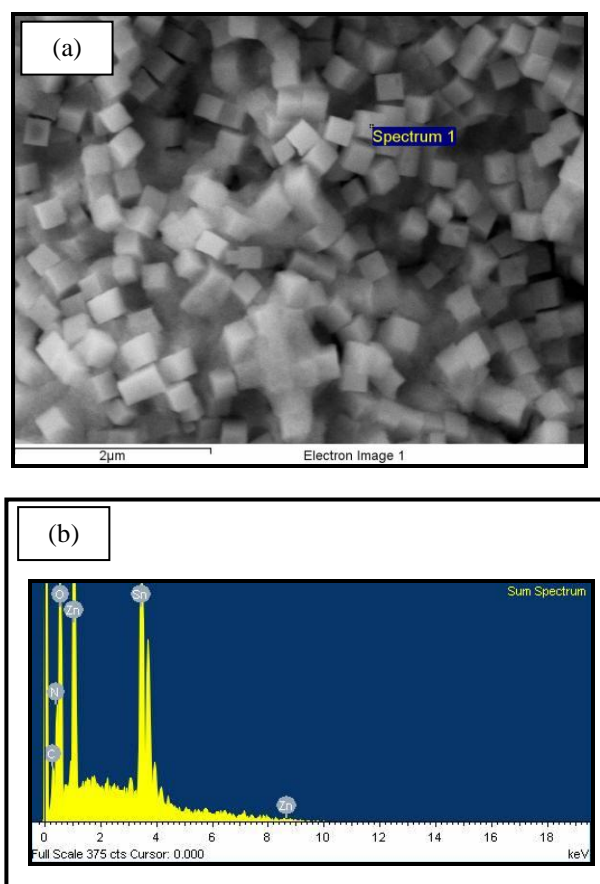 (a)
Spectrum 1
2μm Electron Image 1
(b)
Sum Spectrum
O
Sn
Zn
N
C
Zn
0 2 4 6 8 10 12 14 16 18
Full Scale 375 cts Cursor: 0.000 keV